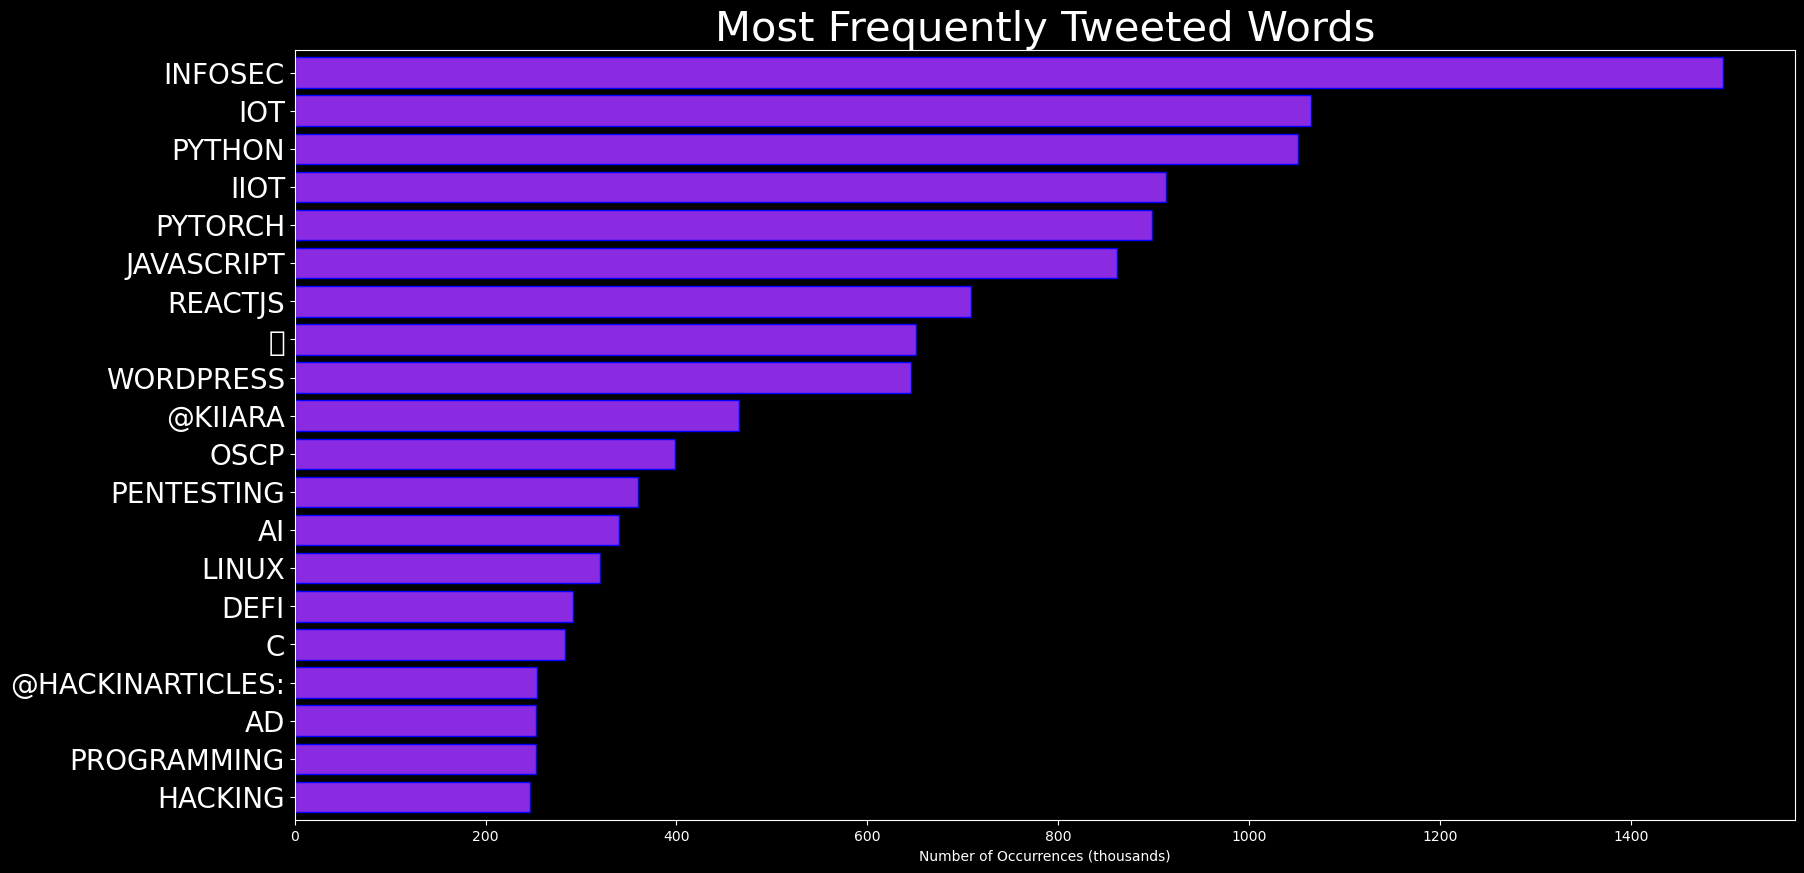 Most Frequently Tweeted Words
INFOSEC
IOT
PYTHON
IIOT
PYTORCH
JAVASCRIPT
REACTJS
WORDPRESS
@KIIARA
OSCP
PENTESTING
AI
LINUX
DEFI
C
@HACKINARTICLES:
AD
PROGRAMMING
HACKING
0 200 400 600 800 1000 1200 1400
Number of Occurrences (thousands)